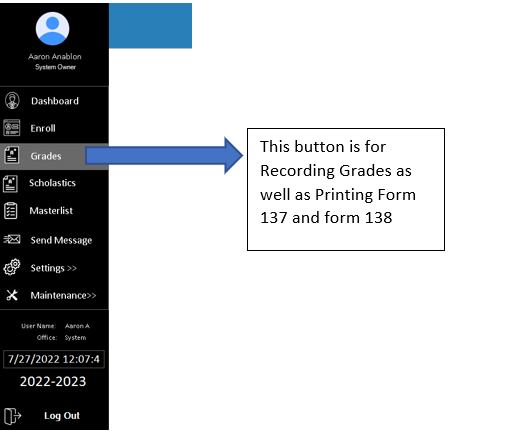 Aaron Anablon
System Owner
Dashboard
Enroll
Grades
Scholastics
Masterlist
Send Message
Settings >>
Maintenance>>
User Name: Aaron A
Office: System
7/27/2022 12:07:4
2022-2023
Log Out
This button is for
Recording Grades as
well as Printing Form
137 and form 138